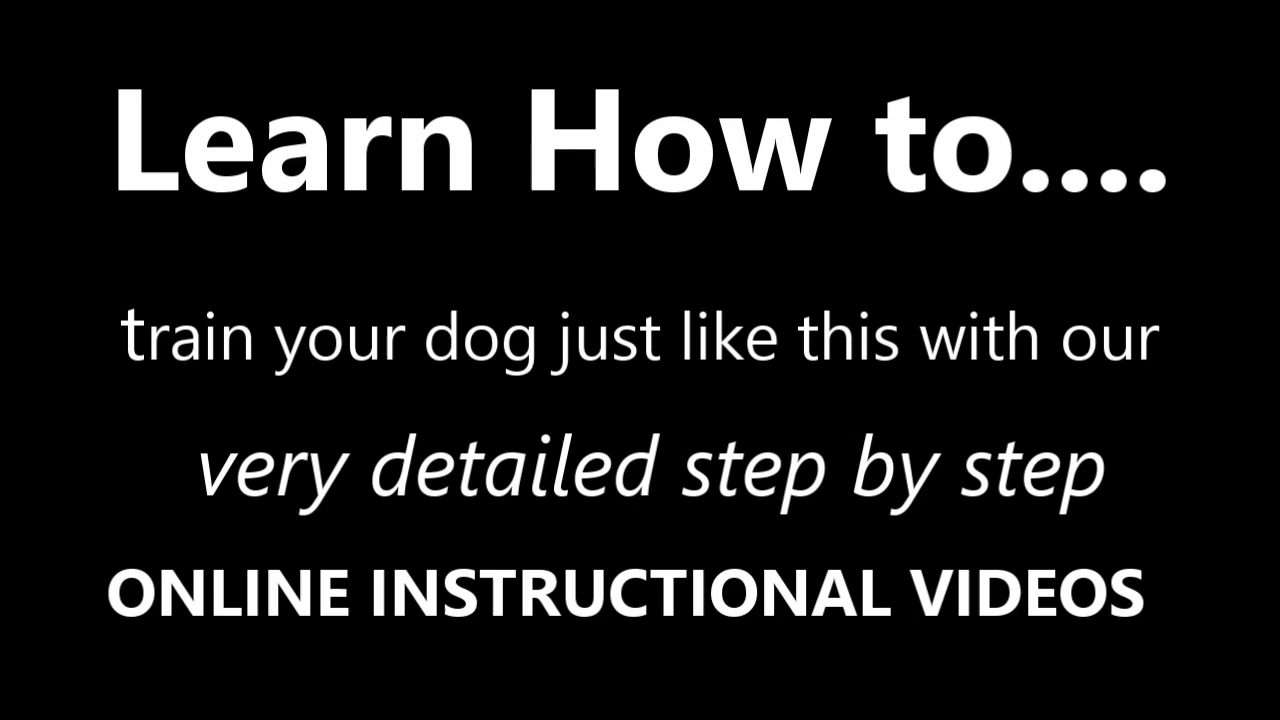 Learn How to....
train your dog just like this with our
very detailed step by step
ONLINE INSTRUCTIONAL VIDEOS